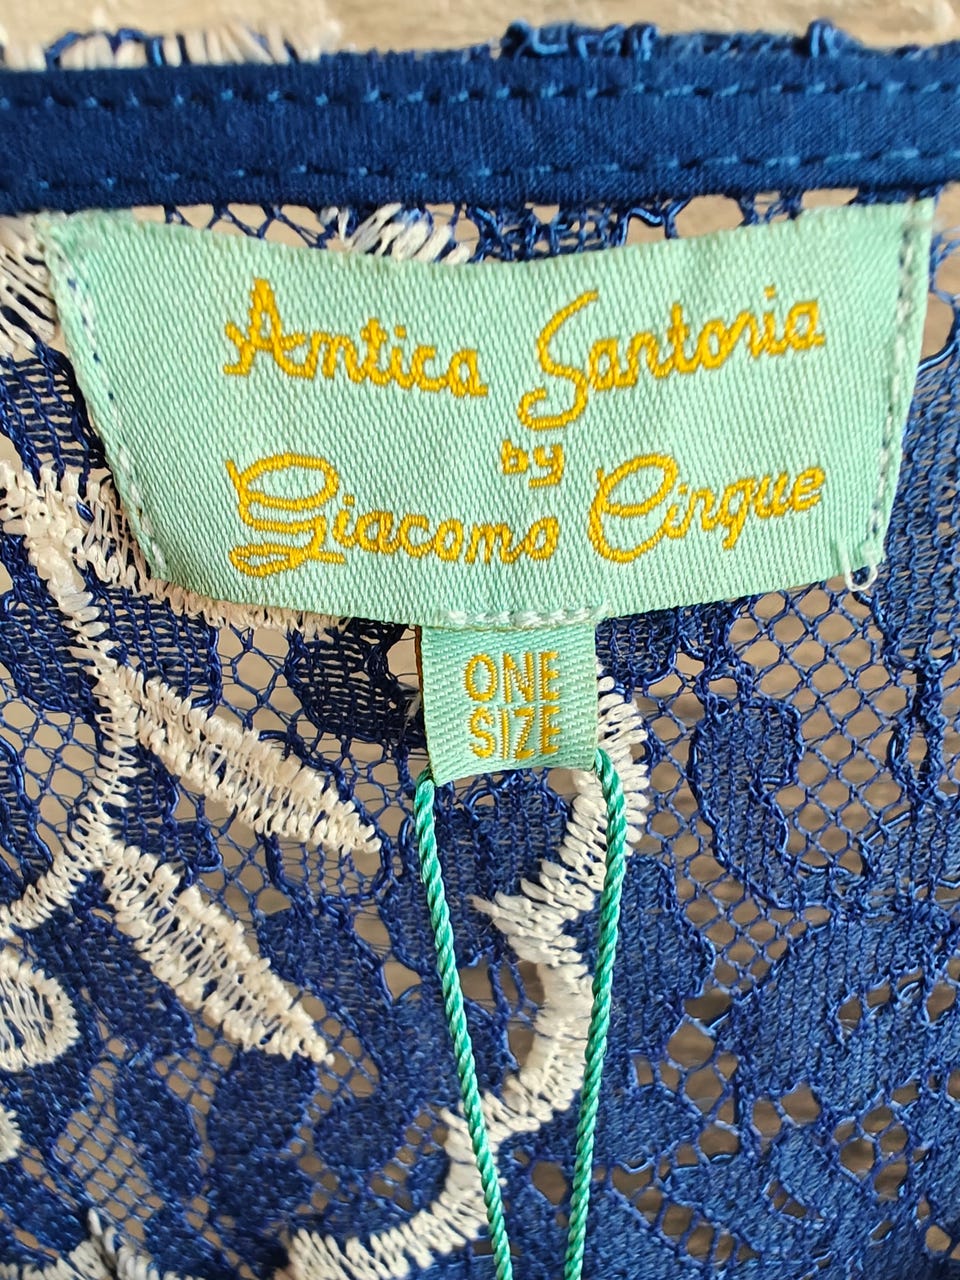 Antica Sartoria
by
Giacomo Cinque
ONE
SIZE